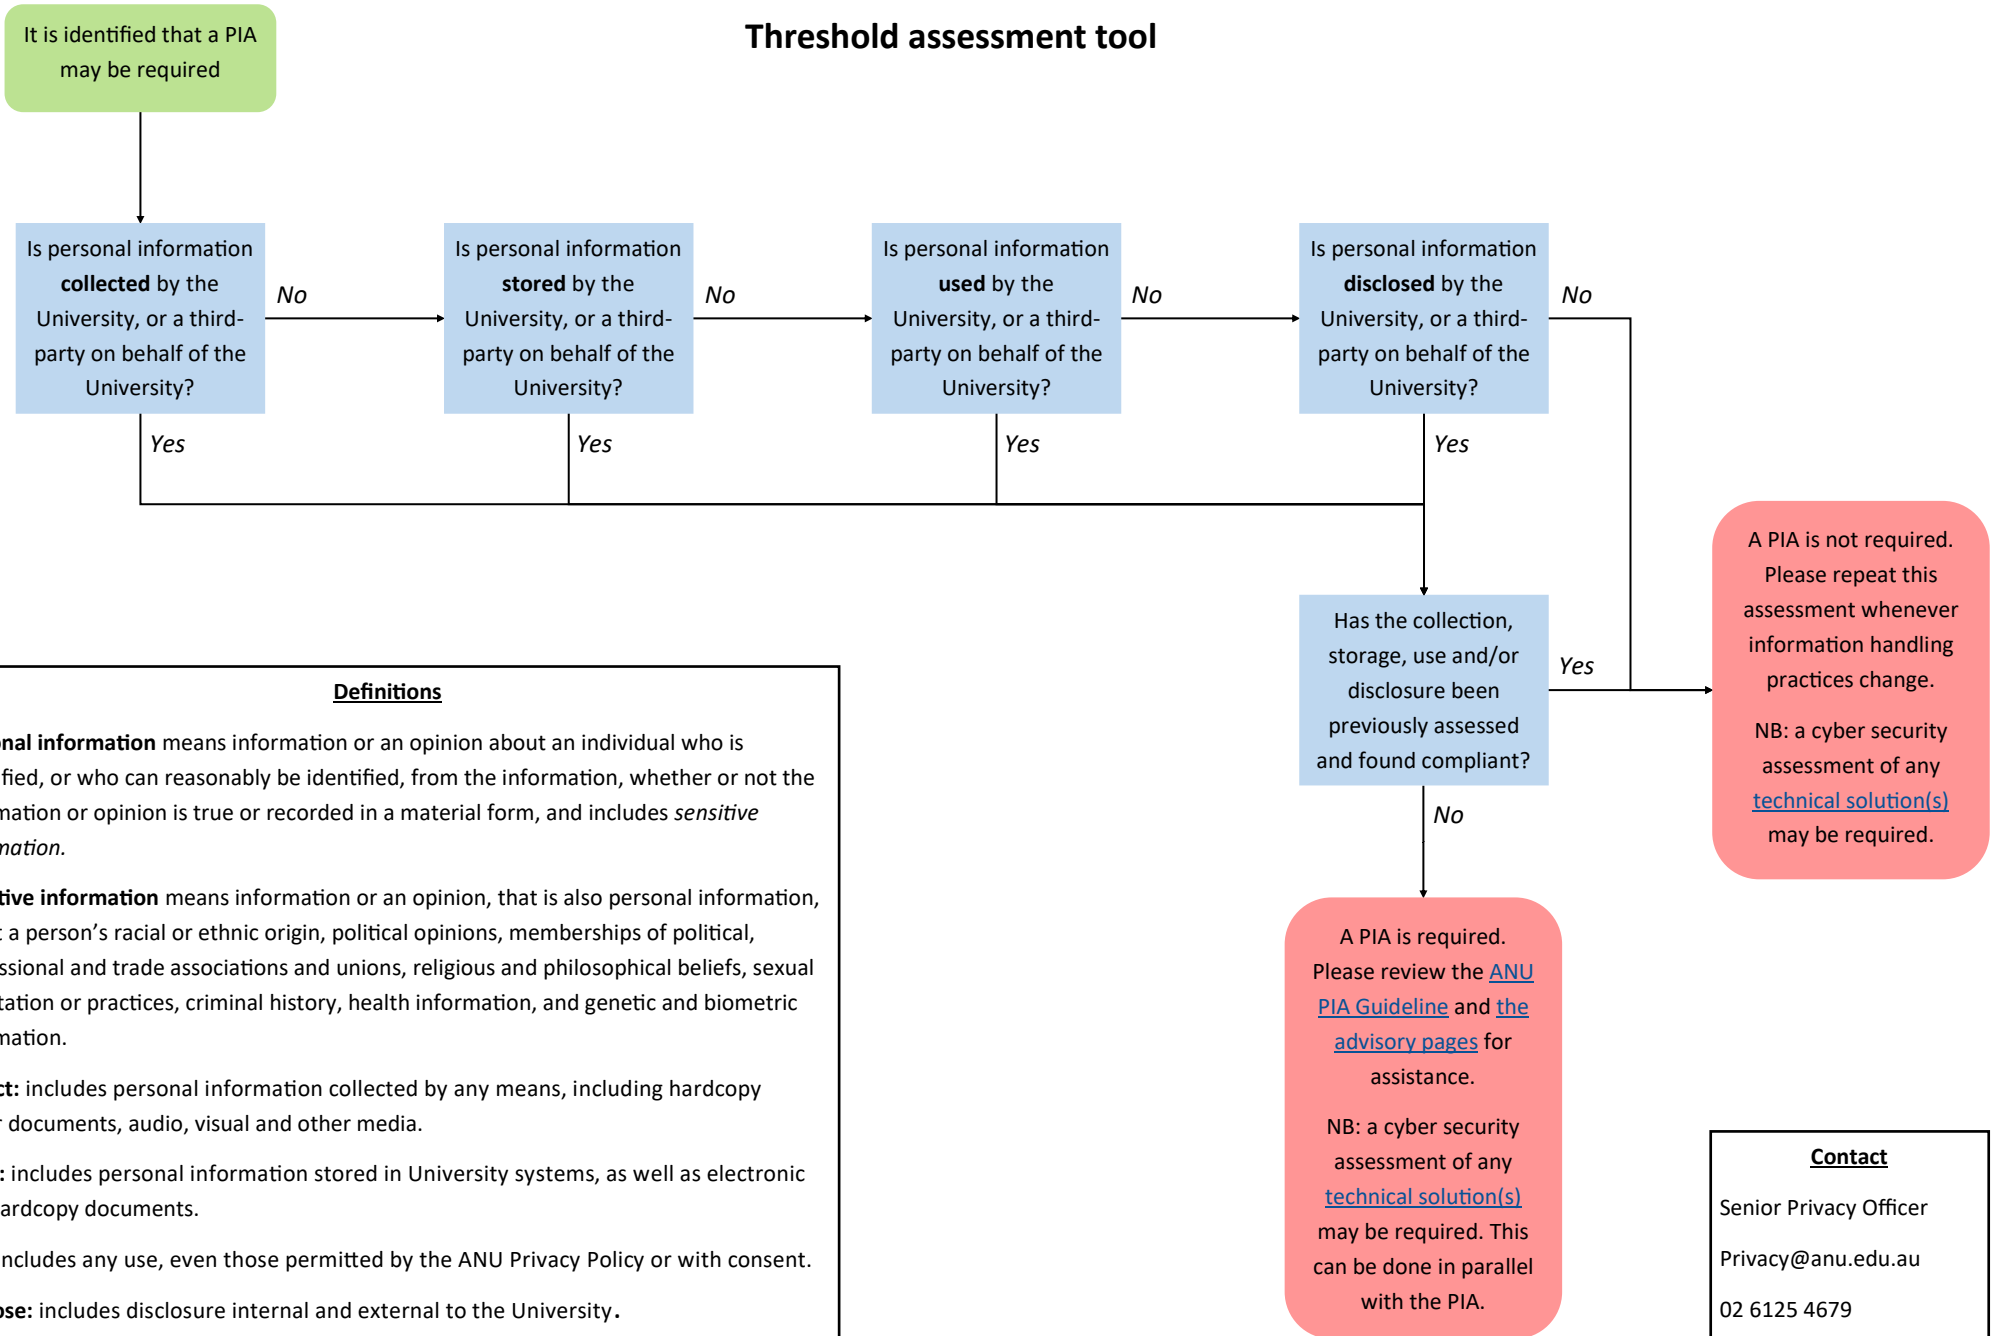 It is identified that a PIA
may be required
Threshold assessment tool
Is personal information
collected by the
University, or a third-
party on behalf of the
University?
No
Is personal information
stored by the
University, or a third-
party on behalf of the
University?
No
Is personal information
used by the
University, or a third-
party on behalf of the
University?
No
Is personal information
disclosed by the
University, or a third-
party on behalf of the
University?
No
Yes
Yes
Yes
Yes
Has the collection,
storage, use and/or
disclosure been
previously assessed
and found compliant?
Yes
No
A PIA is not required.
Please repeat this
assessment whenever
information handling
practices change.
NB: a cyber security
assessment of any
technical solution(s)
may be required.
A PIA is required.
Please review the ANU
PIA Guideline and the
advisory pages for
assistance.
NB: a cyber security
assessment of any
technical solution(s)
may be required. This
can be done in parallel
with the PIA.
Definitions
information means information or an opinion about an individual who is
or who can reasonably be identified, from the information, whether or not the
or opinion is true or recorded in a material form, and includes sensitive
information means information or an opinion, that is also personal information,
a person's racial or ethnic origin, political opinions, memberships of political,
and trade associations and unions, religious and philosophical beliefs, sexual
or practices, criminal history, health information, and genetic and biometric
includes personal information collected by any means, including hardcopy
documents, audio, visual and other media.
includes personal information stored in University systems, as well as electronic
hardcopy documents.
includes any use, even those permitted by the ANU Privacy Policy or with consent.
includes disclosure internal and external to the University.
Contact
Senior Privacy Officer
Privacy@anu.edu.au
02 6125 4679